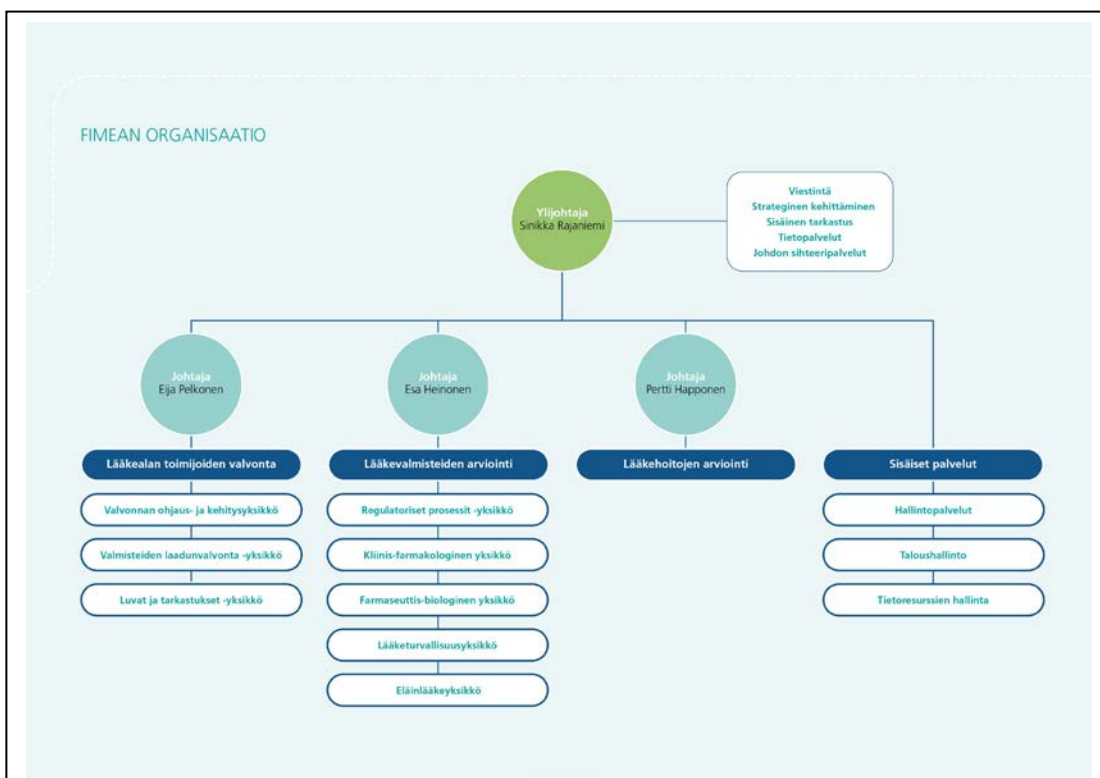 FIMEAN ORGANISAATIO
Ylijohtaja
Sinikka Rajaniemi
Viestintä
Strateginen kehittäminen
Sisäinen tarkastus
Tietopalvelut
Johdon sihteeripalvelut
Johtaja
Eija Pelkonen
Johtaja
Esa Heinonen
Johtaja
Pertti Happonen
Lääkealan toimijoiden valvonta
Valvonnan ohjaus- ja kehitysyksikkö
Valmisteiden laadunvalvonta -yksikkö
Luvat ja tarkastukset -yksikkö
Lääkevalmisteiden arviointi
Regulatoriset prosessit -yksikkö
Kliinis-farmakologinen yksikkö
Farmaseuttis-biologinen yksikkö
Lääketurvallisuusyksikkö
Eläinlääkeyksikkö
Lääkehoitojen arviointi
Sisäiset palvelut
Hallintopalvelut
Taloushallinto
Tietoresurssien hallinta